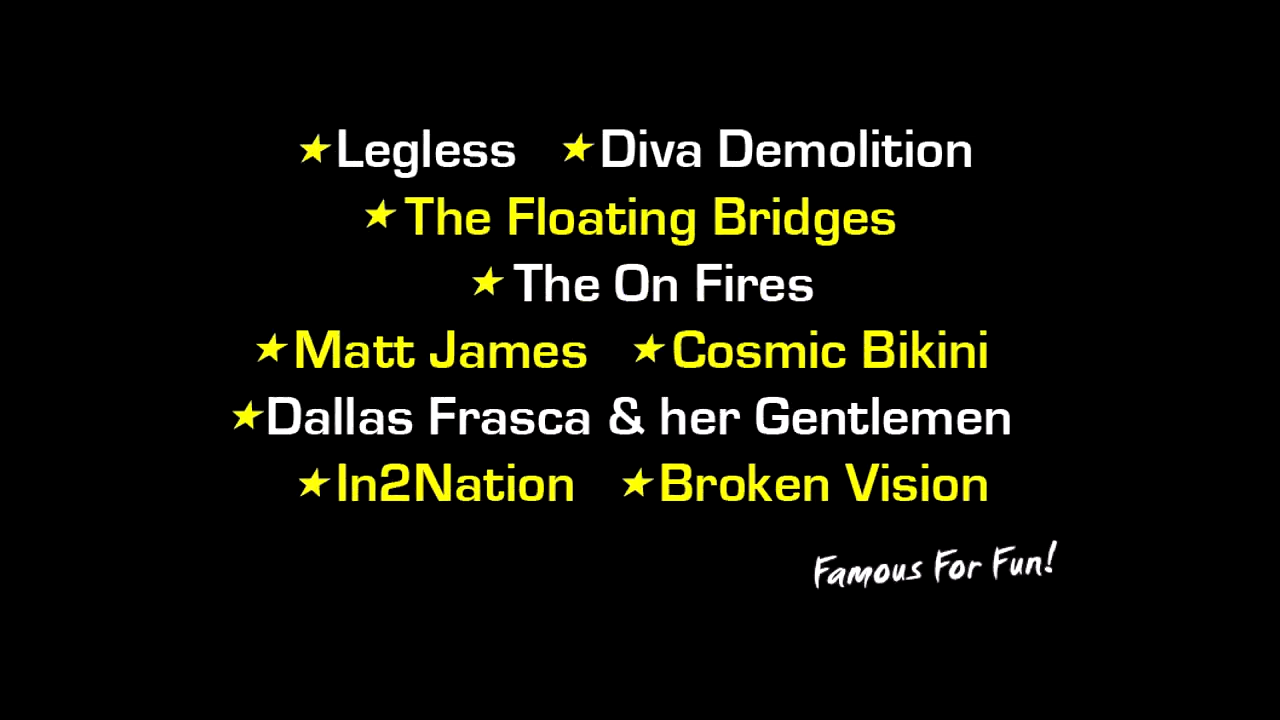 ★Legless ★Diva Demolition
★The Floating Bridges
★The On Fires
★Matt James ★Cosmic Bikini
★Dallas Frasca & her Gentlemen
★In2Nation ★Broken Vision
Famous For Fun!